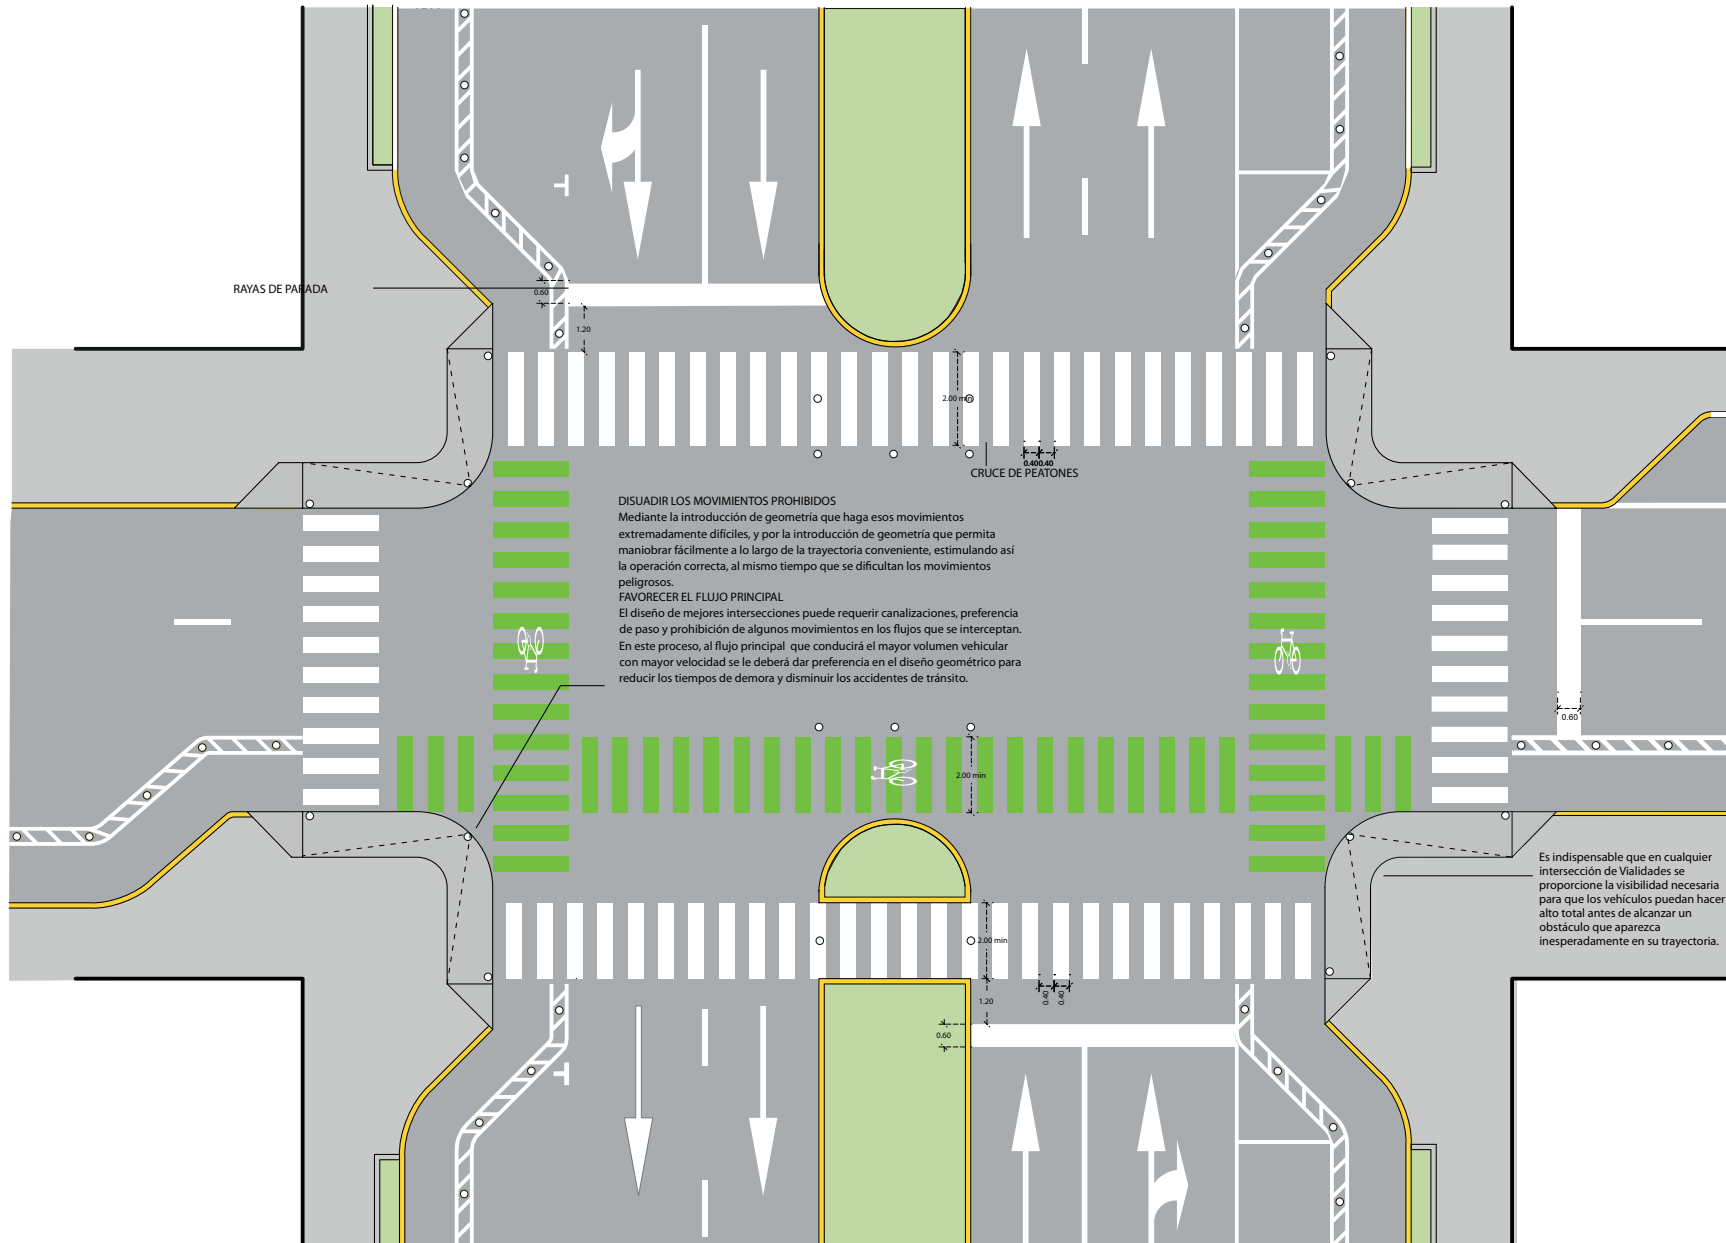 RAYAS DE PARADA
0.60
1.20
2.00 min
0.40
0.40
CRUCE DE PEATONES
DISUADIR LOS MOVIMIENTOS PROHIBIDOS
Mediante la introducción de geometría que haga esos movimientos
extremadamente difíciles, y por la introducción de geometría que permita
maniobrar fácilmente a lo largo de la trayectoria conveniente, estimulando así
la operación correcta, al mismo tiempo que se dificultan los movimientos
peligrosos.
FAVORECER EL FLUJO PRINCIPAL
El diseño de mejores intersecciones puede requerir canalizaciones, preferencia
de paso y prohibición de algunos movimientos en los flujos que se interceptan.
En este proceso, al flujo principal que conducirá el mayor volumen vehicular
con mayor velocidad se le deberá dar preferencia en el diseño geométrico para
reducir los tiempos de demora y disminuir los accidentes de tránsito.
0.60
2.00 min
Es indispensable que en cualquier
intersección de Vialidades se
proporcione la visibilidad necesaria
para que los vehículos puedan hacer
alto total antes de alcanzar un
obstáculo que aparezca
inesperadamente en su trayectoria.
2.00 min
0.40
0.40
1.20
0.60